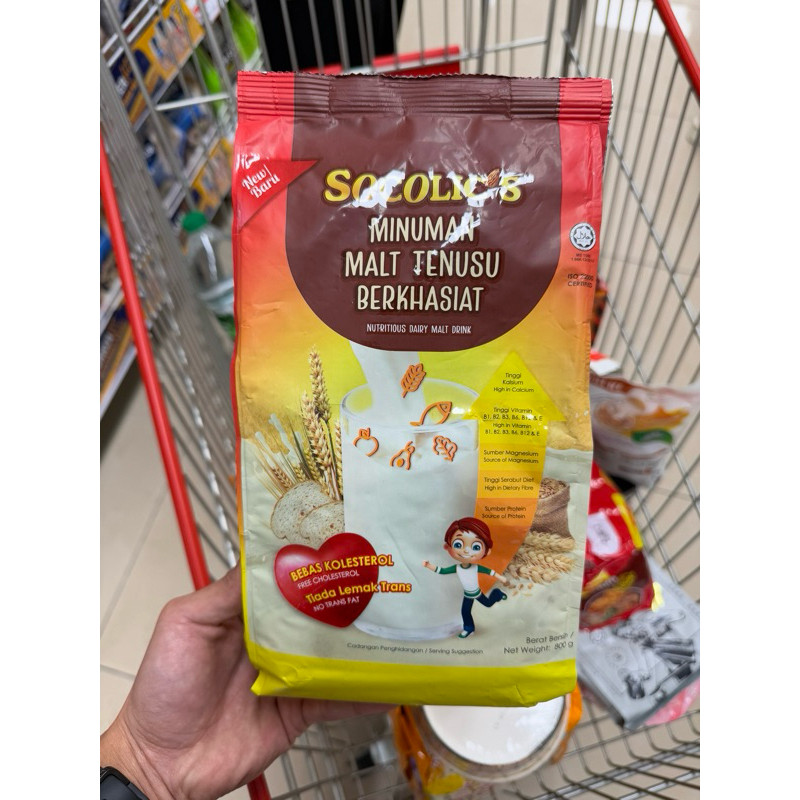 New/
Baru
SOCOLIC'S
MINUMAN
MALT TENUSU
BERKHASIAT
NUTRITIOUS DAIRY MALT DRINK
CERTIFIED
Tinggi
Kalsium
High in Calcium
Tinggi Vitamin
B1, B2, B3, B6, B12 & E
High in Vitamin
B1, B2, B3, B6, B12 & E
Sumber Magnesium
Source of Magnesium
Tinggi Serabut Diet
High in Dietary Fibre
Sumber Protein
Source of Protein
BEBAS KOLESTEROL
FREE CHOLESTEROL
Tiada Lemak Trans
NO TRANS FAT
Cadangan Penghidangan / Serving Suggestion
Berat Bersih /
Net Weight: 800 g